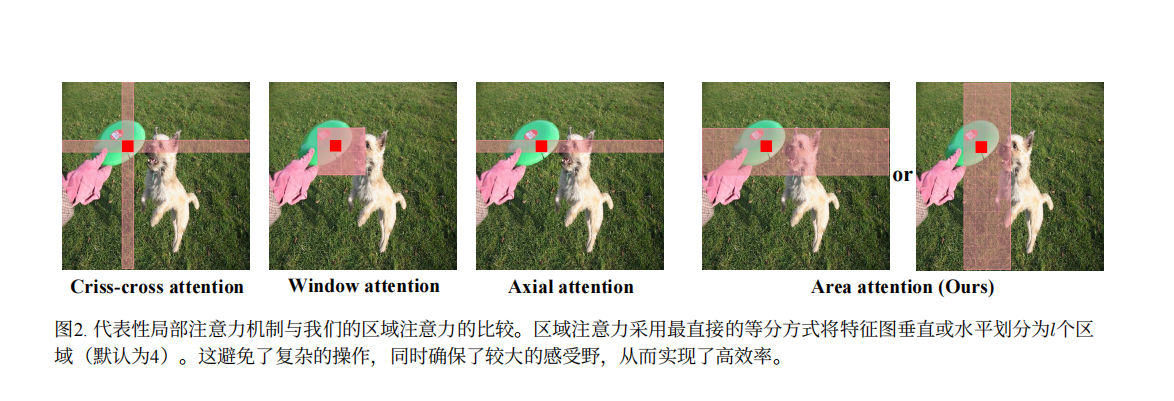 or
Criss-cross attention
Window attention
Axial attention
Area attention (Ours)
图2. 代表性局部注意力机制与我们的区域注意力的比较。区域注意力采用最直接的等分方式将特征图垂直或水平划分为l个区
域（默认为4）。这避免了复杂的操作，同时确保了较大的感受野，从而实现了高效率。